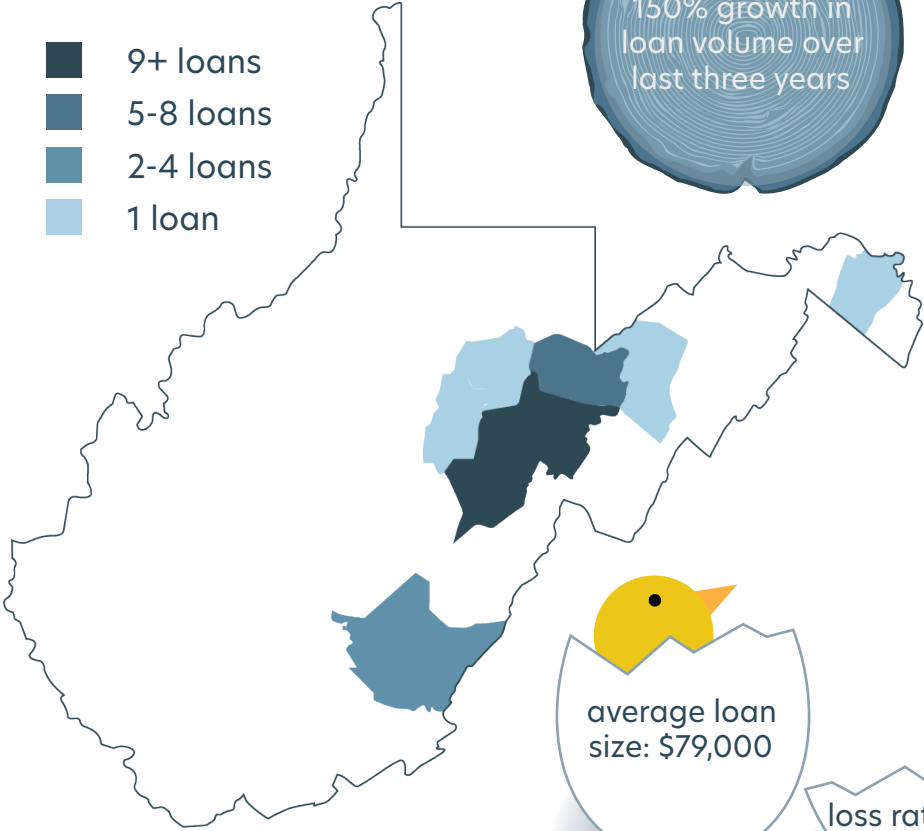 9+ loans
5-8 loans
2-4 loans
1 loan
150% growth in
loan volume over
last three years
average loan
size: $79,000
loss